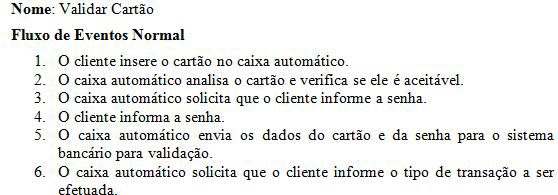 Nome: Validar Cartão
Fluxo de Eventos Normal
1. O cliente insere o cartão no caixa automático.
2. O caixa automático analisa o cartão e verifica se ele é aceitável.
3. O caixa automático solicita que o cliente informe a senha.
4. O cliente informa a senha.
5. O caixa automático envia os dados do cartão e da senha para o sistema
bancário para validação.
6. O caixa automático solicita que o cliente informe o tipo de transação a ser
efetuada.